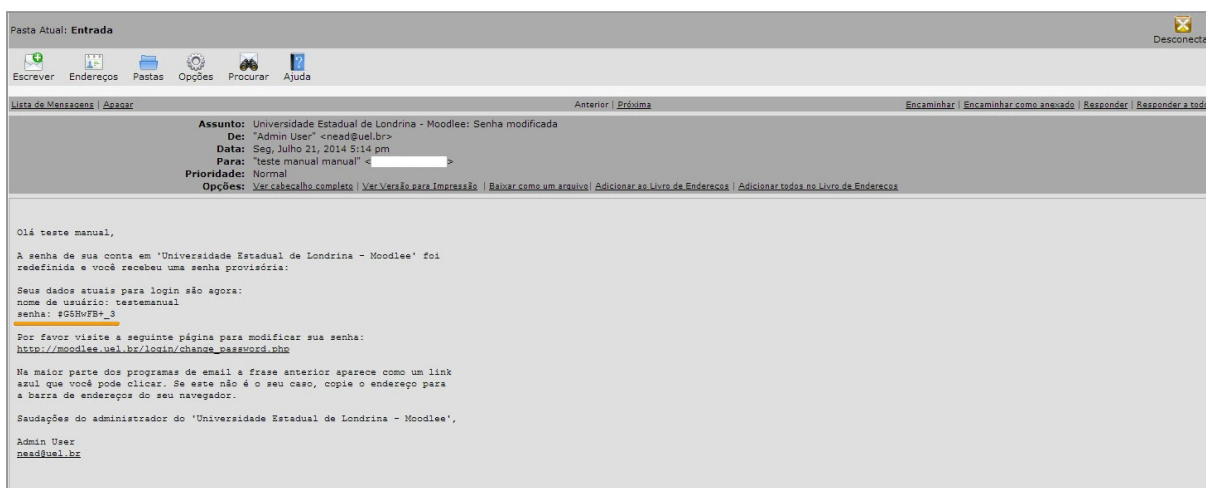 Pasta Atual: Entrada
Desconecta
Escrever Endereços Pastas Opções Procurar Ajuda
Lista de Mensagens | Apagar Anterior | Próxima Encaminhar | Encaminhar como anexado | Responder | Responder a todo
Assunto: Universidade Estadual de Londrina - Moodlee: Senha modificada
De: "Admin User" <nead@uel.br>
Data: Seg, Julho 21, 2014 5:14 pm
Para: "teste manual manual" < >
Prioridade: Normal
Opções: Ver cabeçalho completo | Ver Versão para Impressão | Baixar como um arquivo | Adicionar ao Livro de Endereços | Adicionar todos no Livro de Endereços
Olá teste manual,
A senha de sua conta em 'Universidade Estadual de Londrina - Moodlee' foi
redefinida e você recebeu uma senha provisória:
Seus dados atuais para login são agora:
nome de usuário: testemanual
senha: #G5HwFB+_3
Por favor visite a seguinte página para modificar sua senha:
http://moodlee.uel.br/login/change_password.php
Na maior parte dos programas de email a frase anterior aparece como um link
azul que você pode clicar. Se este não é o seu caso, copie o endereço para
a barra de endereços do seu navegador.
Saudações do administrador do 'Universidade Estadual de Londrina - Moodlee',
Admin User
nead@uel.br